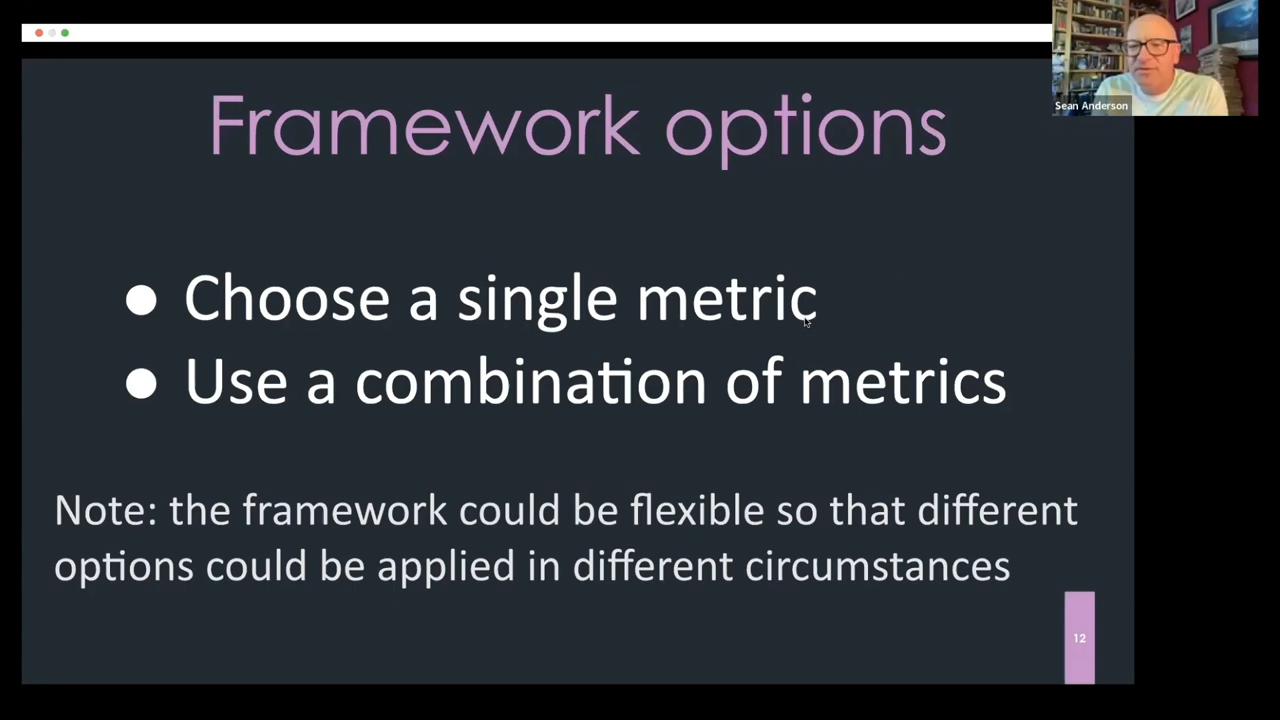 Sean Anderson
Framework options
● Choose a single metric
● Use a combination of metrics
Note: the framework could be flexible so that different
options could be applied in different circumstances
12